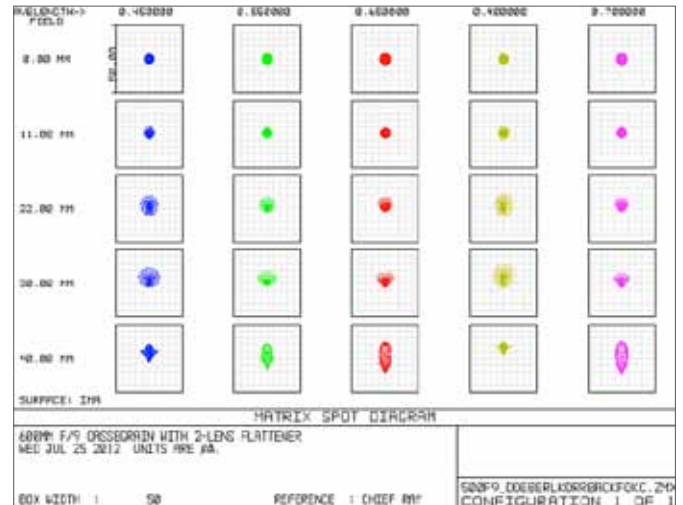 0.450000 0.550000 0.650000 0.400000 0.700000
FIELD
0.00 MM
50.00
11.00 MM
22.00 MM
30.00 MM
40.00 MM
SURFACE: IMA
MATRIX SPOT DIAGRAM
600MM F/9 CASSEGRAIN WITH 2-LENS FLATTENER
WED JUL 25 2012 UNITS ARE µM.
BOX WIDTH : 50 REFERENCE : CHIEF RAY
CONFIGURATION 1 OF 1